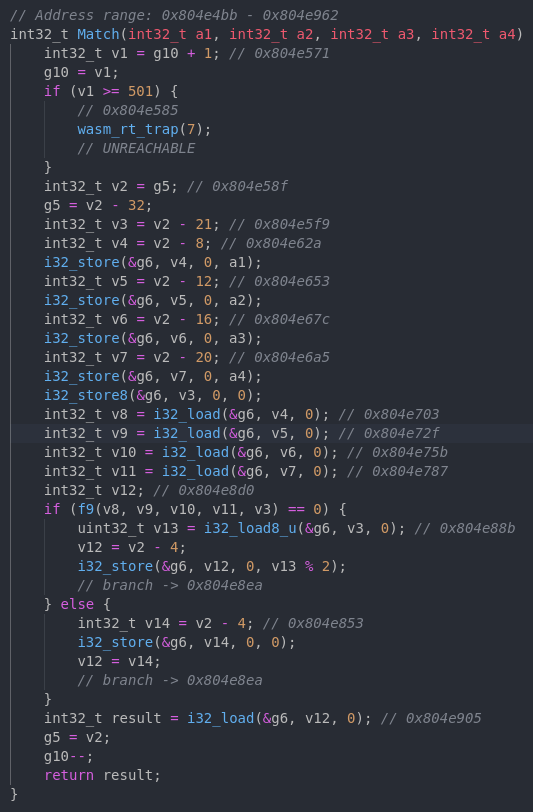 // Address range: 0x804e4bb - 0x804e962
int32_t Match(int32_t a1, int32_t a2, int32_t a3, int32_t a4)
    int32_t v1 = g10 + 1; // 0x804e571
    g10 = v1;
    if (v1 >= 501) {
        // 0x804e585
        wasm_rt_trap(7);
        // UNREACHABLE
    }
    int32_t v2 = g5; // 0x804e58f
    g5 = v2 - 32;
    int32_t v3 = v2 - 21; // 0x804e5f9
    int32_t v4 = v2 - 8; // 0x804e62a
    i32_store(&g6, v4, 0, a1);
    int32_t v5 = v2 - 12; // 0x804e653
    i32_store(&g6, v5, 0, a2);
    int32_t v6 = v2 - 16; // 0x804e67c
    i32_store(&g6, v6, 0, a3);
    int32_t v7 = v2 - 20; // 0x804e6a5
    i32_store(&g6, v7, 0, a4);
    i32_store8(&g6, v3, 0, 0);
    int32_t v8 = i32_load(&g6, v4, 0); // 0x804e703
    int32_t v9 = i32_load(&g6, v5, 0); // 0x804e72f
    int32_t v10 = i32_load(&g6, v6, 0); // 0x804e75b
    int32_t v11 = i32_load(&g6, v7, 0); // 0x804e787
    int32_t v12; // 0x804e8d0
    if (f9(v8, v9, v10, v11, v3) == 0) {
        uint32_t v13 = i32_load8_u(&g6, v3, 0); // 0x804e88b
        v12 = v2 - 4;
        i32_store(&g6, v12, 0, v13 % 2);
        // branch -> 0x804e8ea
    } else {
        int32_t v14 = v2 - 4; // 0x804e853
        i32_store(&g6, v14, 0, 0);
        v12 = v14;
        // branch -> 0x804e8ea
    }
    int32_t result = i32_load(&g6, v12, 0); // 0x804e905
    g5 = v2;
    g10--;
    return result;
}